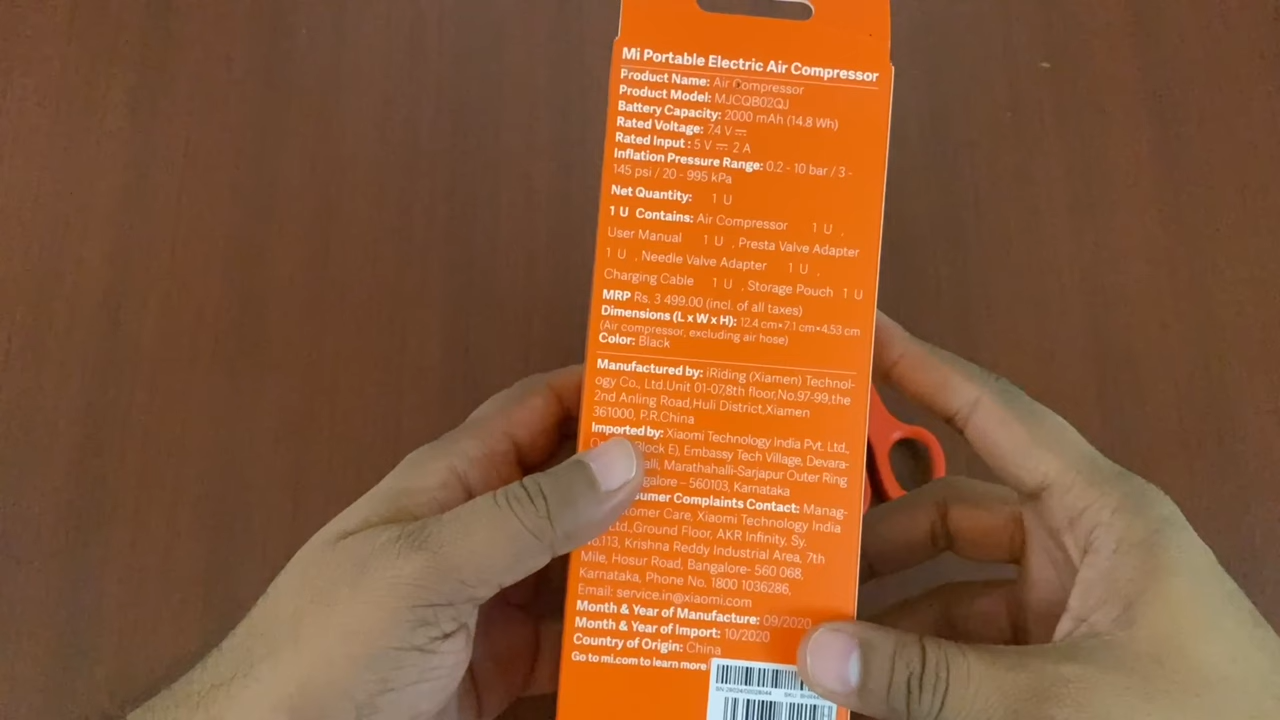 Mi Portable Electric Air Compressor
Product Name: Air Compressor
Product Model: MJCQB02QJ
Battery Capacity: 2000 mAh (14.8 Wh)
Rated Voltage: 7.4 V ⎓
Rated Input : 5 V ⎓ 2 A
Inflation Pressure Range: 0.2 - 10 bar / 3 -
145 psi / 20 - 995 kPa
Net Quantity: 1 U
1 U Contains: Air Compressor 1 U ,
User Manual 1 U , Presta Valve Adapter
1 U , Needle Valve Adapter 1 U ,
Charging Cable 1 U , Storage Pouch 1 U
MRP Rs. 3 499.00 (incl. of all taxes)
Dimensions (L x W x H): 12.4 cm×7.1 cm×4.53 cm
(Air compressor, excluding air hose)
Color: Black
Manufactured by: iRiding (Xiamen) Technol-
ogy Co., Ltd.Unit 01-07,8th floor,No.97-99,the
2nd Anling Road,Huli District,Xiamen
361000, P.R.China
Imported by: Xiaomi Technology India Pvt. Ltd.,
Block E), Embassy Tech Village, Devara-
alli, Marathahalli-Sarjapur Outer Ring
galore – 560103, Karnataka
sumer Complaints Contact: Manag-
tomer Care, Xiaomi Technology India
Ltd.,Ground Floor, AKR Infinity, Sy.
No.113, Krishna Reddy Industrial Area, 7th
Mile, Hosur Road, Bangalore- 560 068,
Karnataka, Phone No. 1800 1036286,
Email: service.in@xiaomi.com
Month & Year of Manufacture: 09/2020
Month & Year of Import: 10/2020
Country of Origin: China
Go to mi.com to learn more